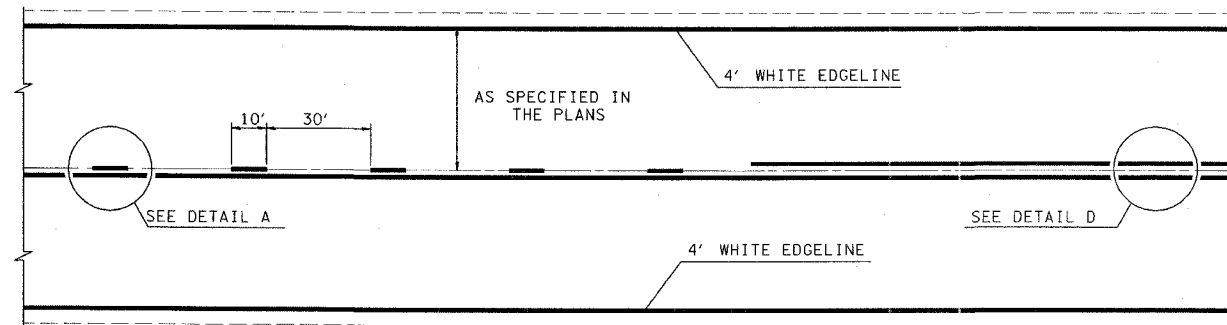 4' WHITE EDGELINE
AS SPECIFIED IN
THE PLANS
10'
30'
SEE DETAIL A
SEE DETAIL D
4' WHITE EDGELINE